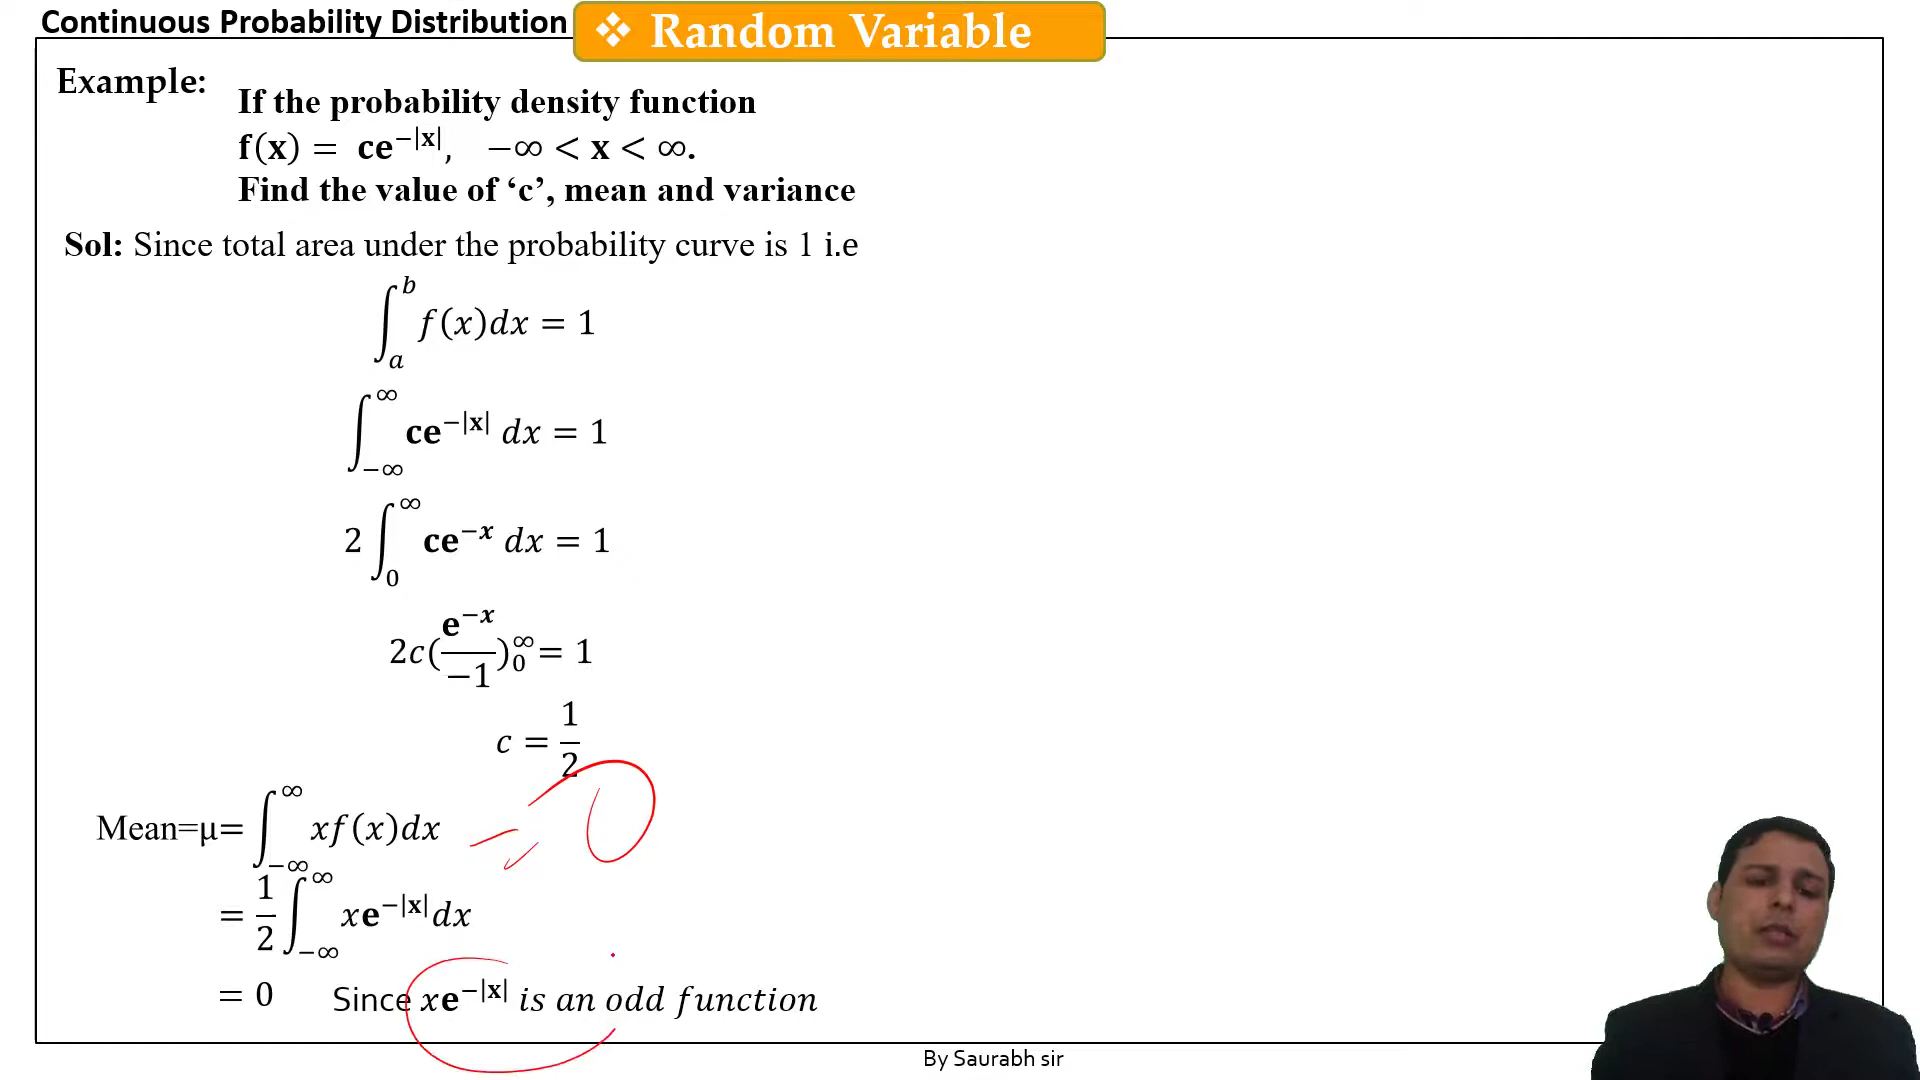 Continuous Probability Distribution
❖ Random Variable
Example:
If the probability density function
f(x) = ce^{−|x|}, −∞ < x < ∞.
Find the value of ‘c’, mean and variance
Sol: Since total area under the probability curve is 1 i.e
∫_a^b f(x)dx = 1
∫_{−∞}^∞ ce^{−|x|} dx = 1
2 ∫_0^∞ ce^{−x} dx = 1
2c(e^{−x}/−1)_0^∞ = 1
c = 1/2
Mean=μ= ∫_{−∞}^∞ xf(x)dx
= 1/2 ∫_{−∞}^∞ xe^{−|x|}dx
= 0 Since xe^{−|x|} is an odd function
By Saurabh sir